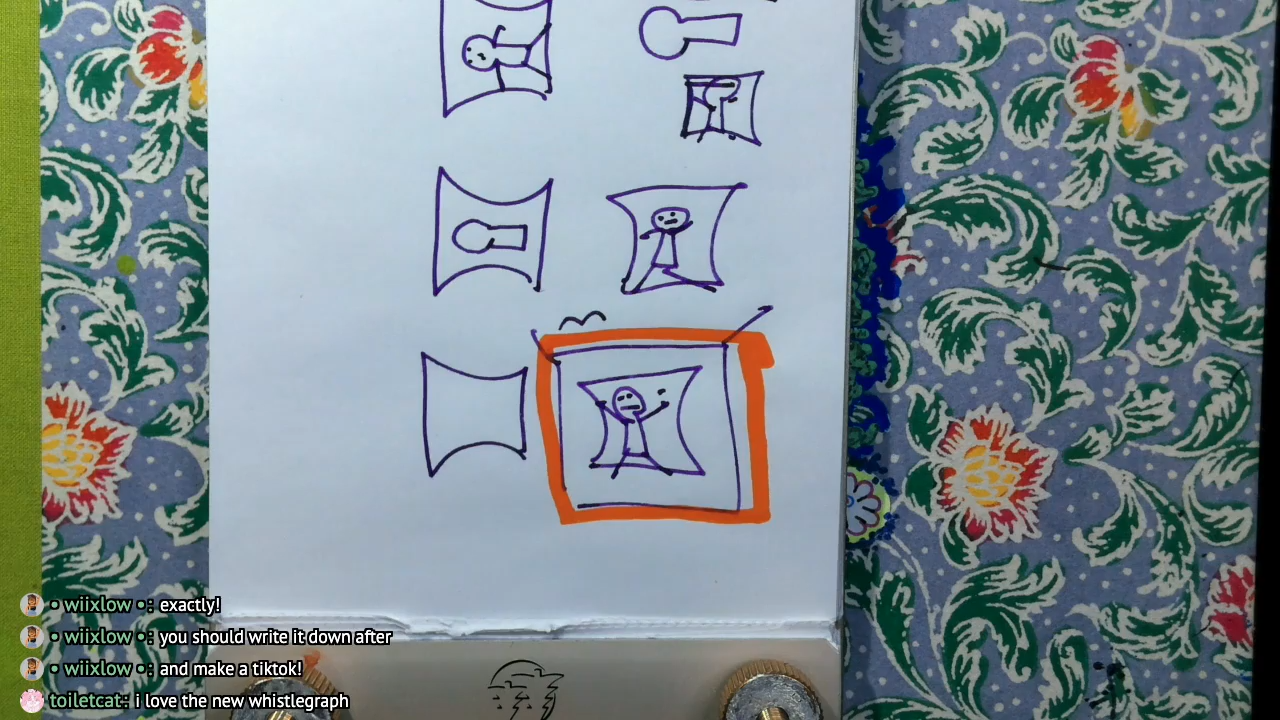 • wiixlow •: exactly!
• wiixlow •: you should write it down after
• wiixlow •: and make a tiktok!
toiletcat: i love the new whistlegraph